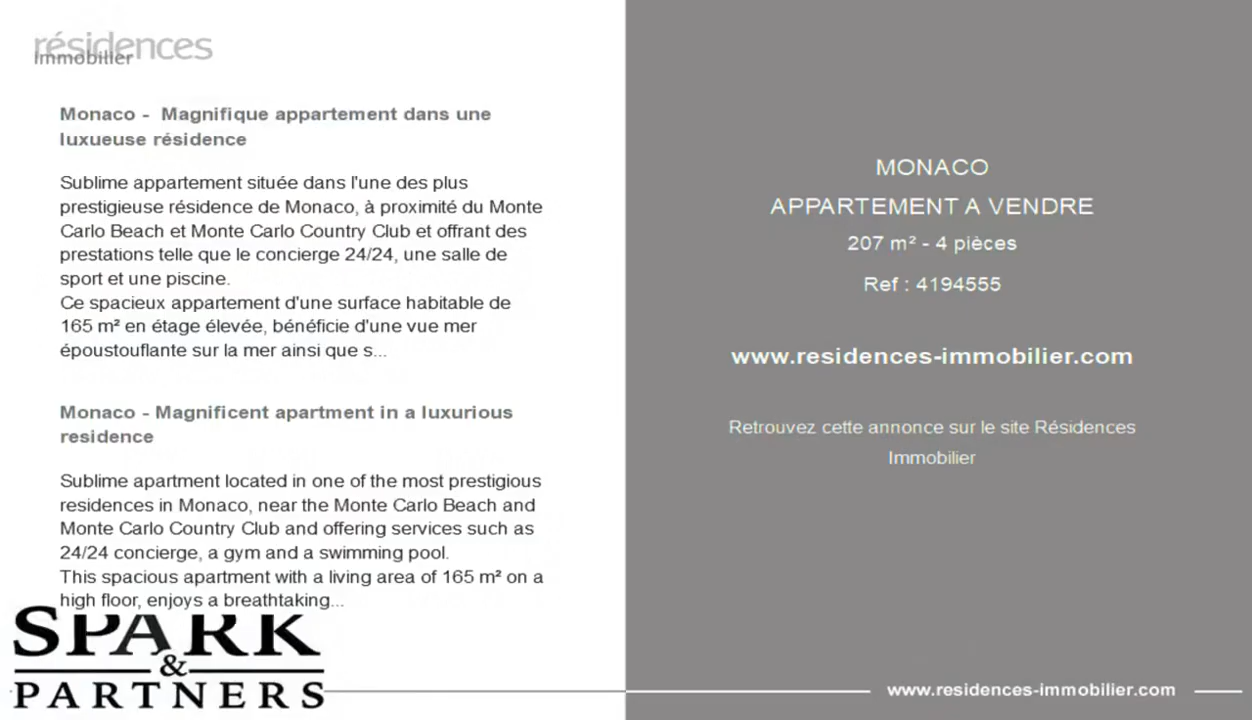 résidences
Immobilier
Monaco -  Magnifique appartement dans une
luxueuse résidence
Sublime appartement située dans l'une des plus
prestigieuse résidence de Monaco, à proximité du Monte
Carlo Beach et Monte Carlo Country Club et offrant des
prestations telle que le concierge 24/24, une salle de
sport et une piscine.
Ce spacieux appartement d'une surface habitable de
165 m² en étage élevée, bénéficie d'une vue mer
époustouflante sur la mer ainsi que s...
Monaco - Magnificent apartment in a luxurious
residence
Sublime apartment located in one of the most prestigious
residences in Monaco, near the Monte Carlo Beach and
Monte Carlo Country Club and offering services such as
24/24 concierge, a gym and a swimming pool.
This spacious apartment with a living area of 165 m² on a
high floor, enjoys a breathtaking...
SPARK
&
PARTNERS
MONACO
APPARTEMENT A VENDRE
207 m² - 4 pièces
Ref : 4194555
www.residences-immobilier.com
Retrouvez cette annonce sur le site Résidences
Immobilier
www.residences-immobilier.com